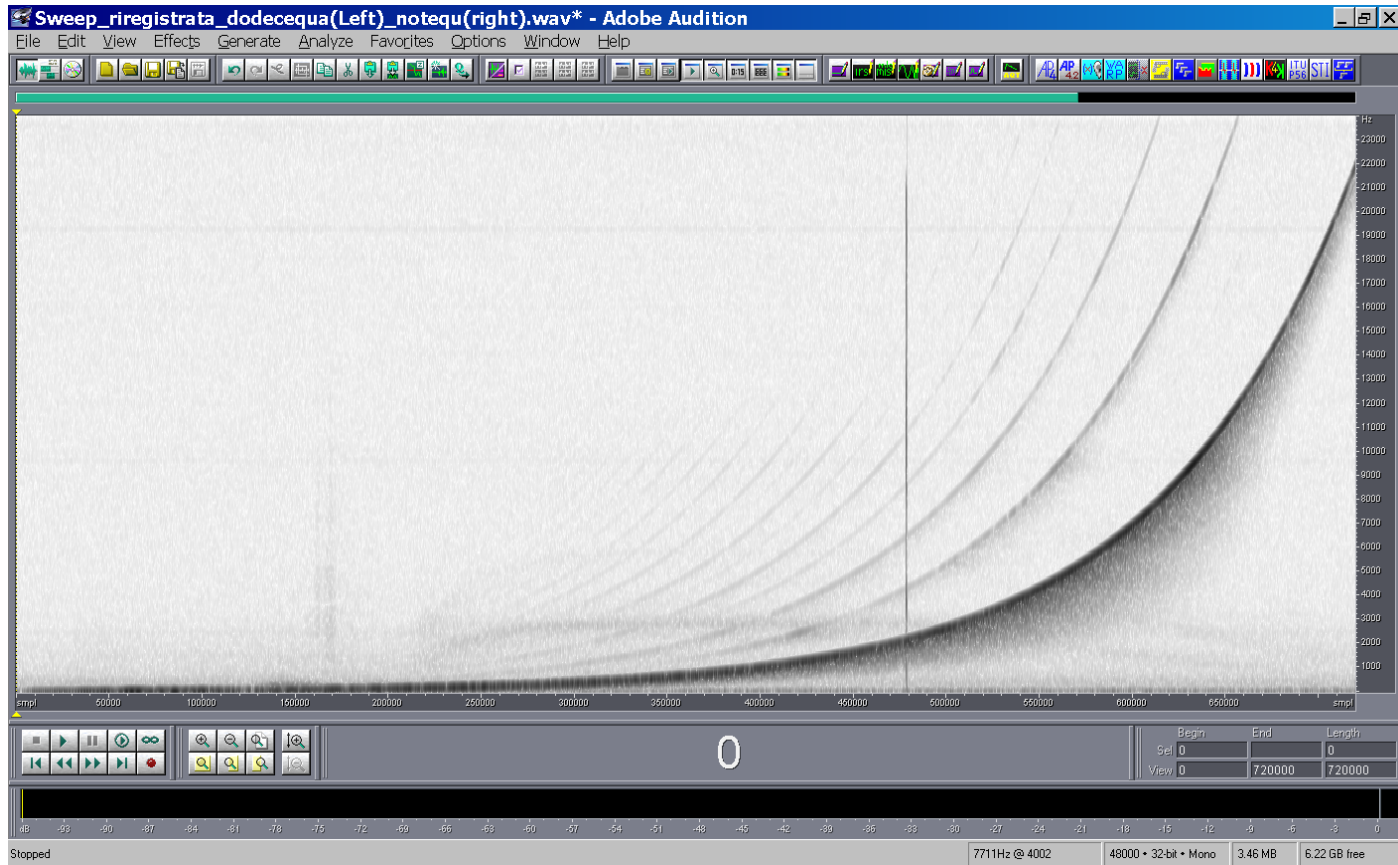 Sweep_riregistrata_dodecequa(Left)_notequ(right).wav* - Adobe Audition
File Edit View Effects Generate Analyze Favorites Options Window Help
Hz
23000
22000
21000
20000
19000
18000
17000
16000
15000
14000
13000
12000
11000
10000
9000
8000
7000
6000
5000
4000
3000
2000
1000
smpl 50000 100000 150000 200000 250000 300000 350000 400000 450000 500000 550000 600000 650000 smpl
0
Begin End Length
Sel 0 0
View 0 720000 720000
dB -93 -90 -87 -84 -81 -78 -75 -72 -69 -66 -63 -60 -57 -54 -51 -48 -45 -42 -39 -36 -33 -30 -27 -24 -21 -18 -15 -12 -9 -6 -3 0
Stopped 7711Hz @ 4002 48000 • 32-bit • Mono 3.46 MB 6.22 GB free